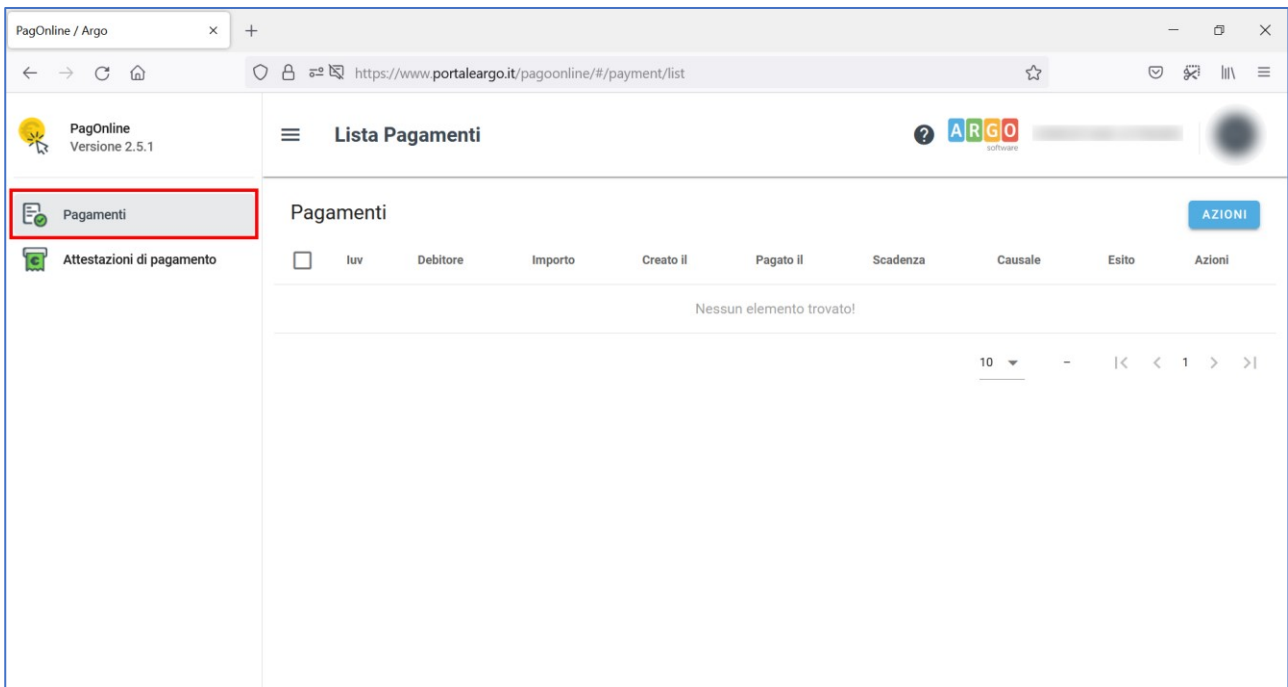 PagOnline / Argo
https://www.portaleargo.it/pagoonline/#/payment/list
PagOnline
Versione 2.5.1
Lista Pagamenti
ARGO
software
Pagamenti
Attestazioni di pagamento
Pagamenti
AZIONI
Iuv Debitore Importo Creato il Pagato il Scadenza Causale Esito Azioni
Nessun elemento trovato!
10 – 1